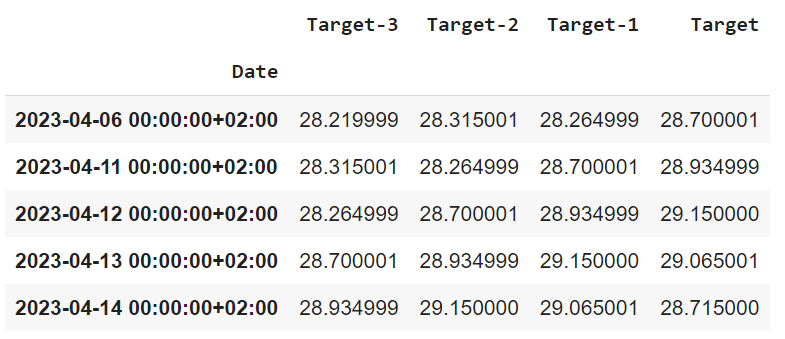 Target-3 Target-2 Target-1 Target
Date
2023-04-06 00:00:00+02:00 28.219999 28.315001 28.264999 28.700001
2023-04-11 00:00:00+02:00 28.315001 28.264999 28.700001 28.934999
2023-04-12 00:00:00+02:00 28.264999 28.700001 28.934999 29.150000
2023-04-13 00:00:00+02:00 28.700001 28.934999 29.150000 29.065001
2023-04-14 00:00:00+02:00 28.934999 29.150000 29.065001 28.715000